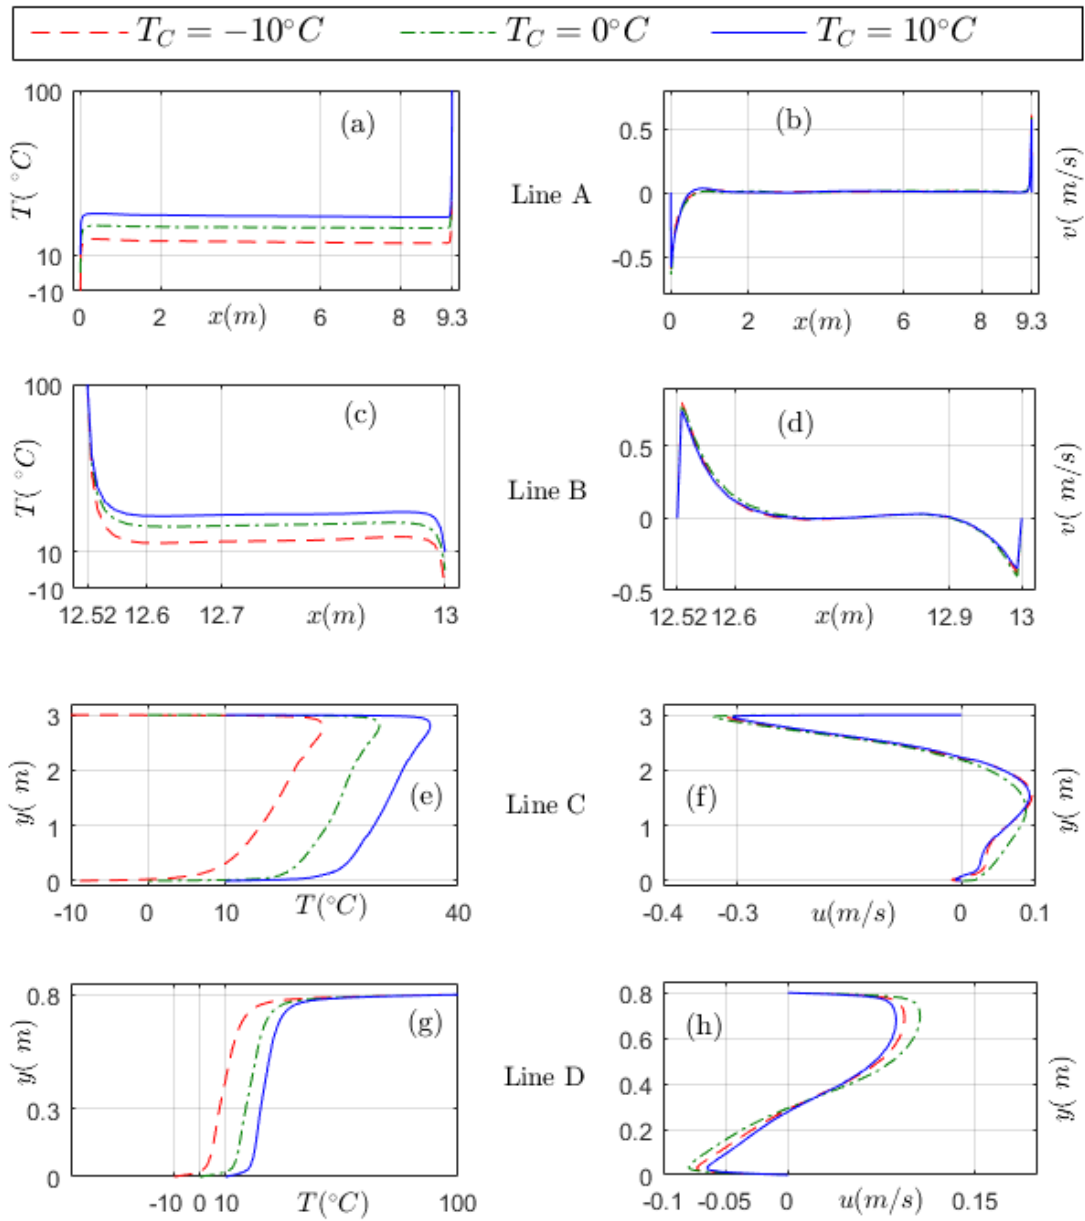 T_C = −10°C T_C = 0°C T_C = 10°C
100
10
-10
T( °C)
(a)
0 2 x(m) 6 8 9.3
Line A
(b)
0.5
0
-0.5
v( m/s)
0 2 x(m) 6 8 9.3
100
10
-10
T( °C)
(c)
12.52 12.6 12.7 x(m) 13
Line B
(d)
0.5
0
-0.5
v( m/s)
12.52 12.6 x(m) 12.9 13
3
2
1
0
y( m)
(e)
-10 0 10 T(°C) 40
Line C
(f)
3
2
1
0
y( m)
-0.4 -0.3 u(m/s) 0 0.1
0.8
0.3
0
y( m)
(g)
-10 0 10 T(°C) 100
Line D
(h)
0.8
0.6
0.4
0.2
0
y( m)
-0.1 -0.05 0 u(m/s) 0.15